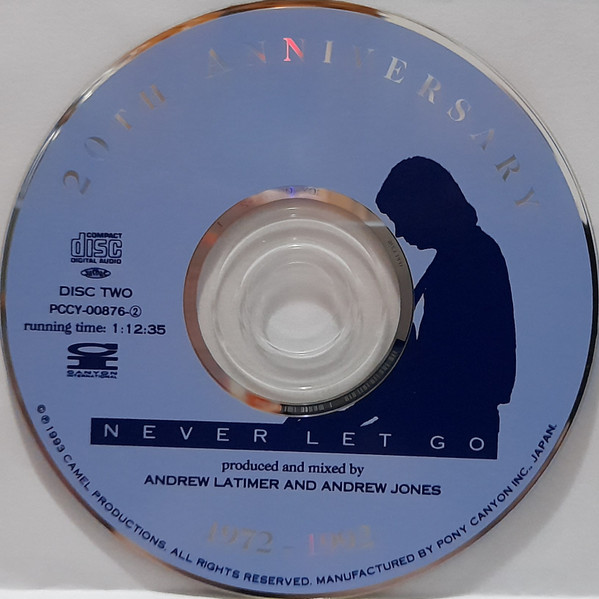 20TH ANNIVERSARY
COMPACT
disc
DIGITAL AUDIO
DISC TWO
PCCY-00876-②
running time: 1:12:35
CANYON
INTERNATIONAL
NEVER LET GO
produced and mixed by
ANDREW LATIMER AND ANDREW JONES
1972 - 1992
© ℗ 1993 CAMEL PRODUCTIONS. ALL RIGHTS RESERVED. MANUFACTURED BY PONY CANYON INC., JAPAN.